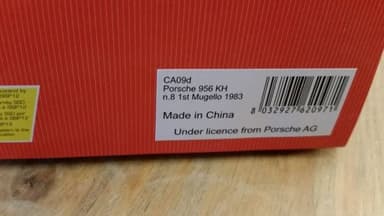 CA09d
Porsche 956 KH
n.8 1st Mugello 1983
8 032927 620971
Made in China
Under licence from Porsche AG